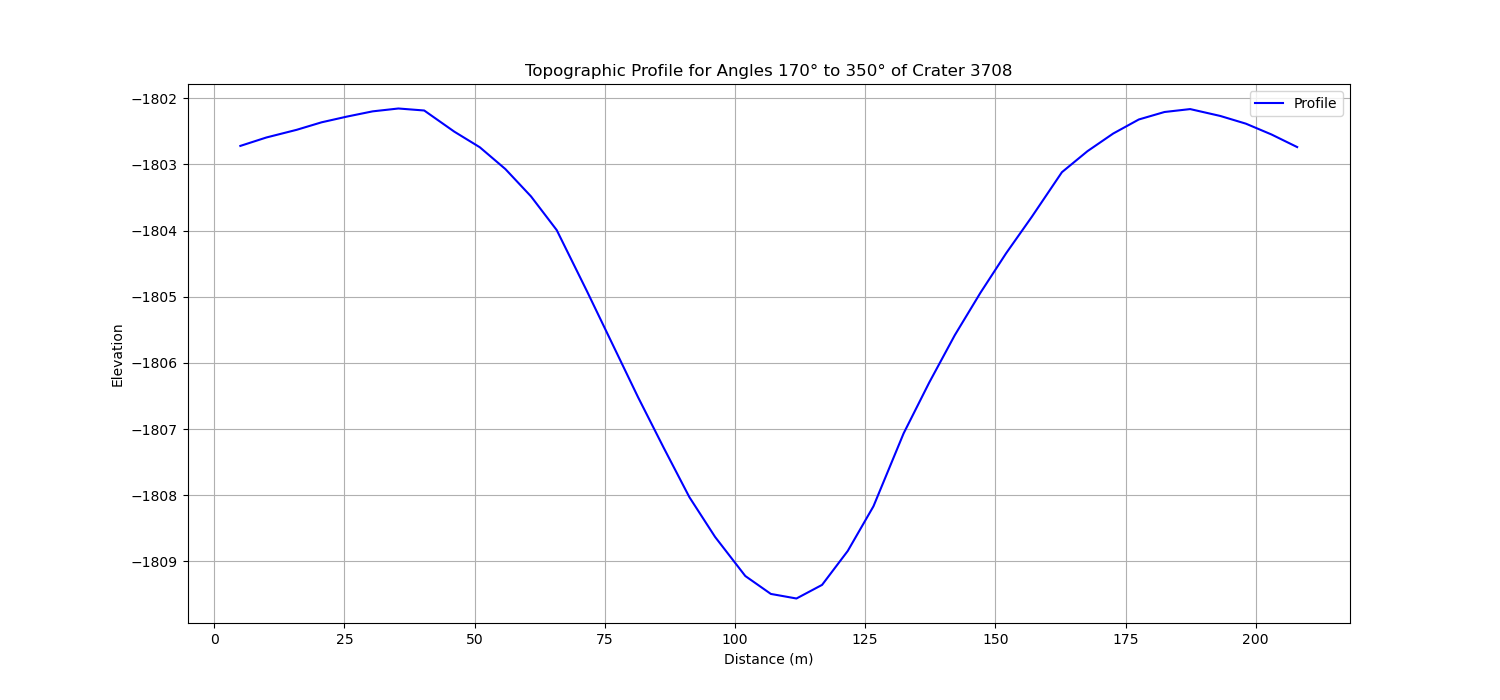 Topographic Profile for Angles 170° to 350° of Crater 3708
Profile
Elevation
−1802
−1803
−1804
−1805
−1806
−1807
−1808
−1809
0 25 50 75 100 125 150 175 200
Distance (m)